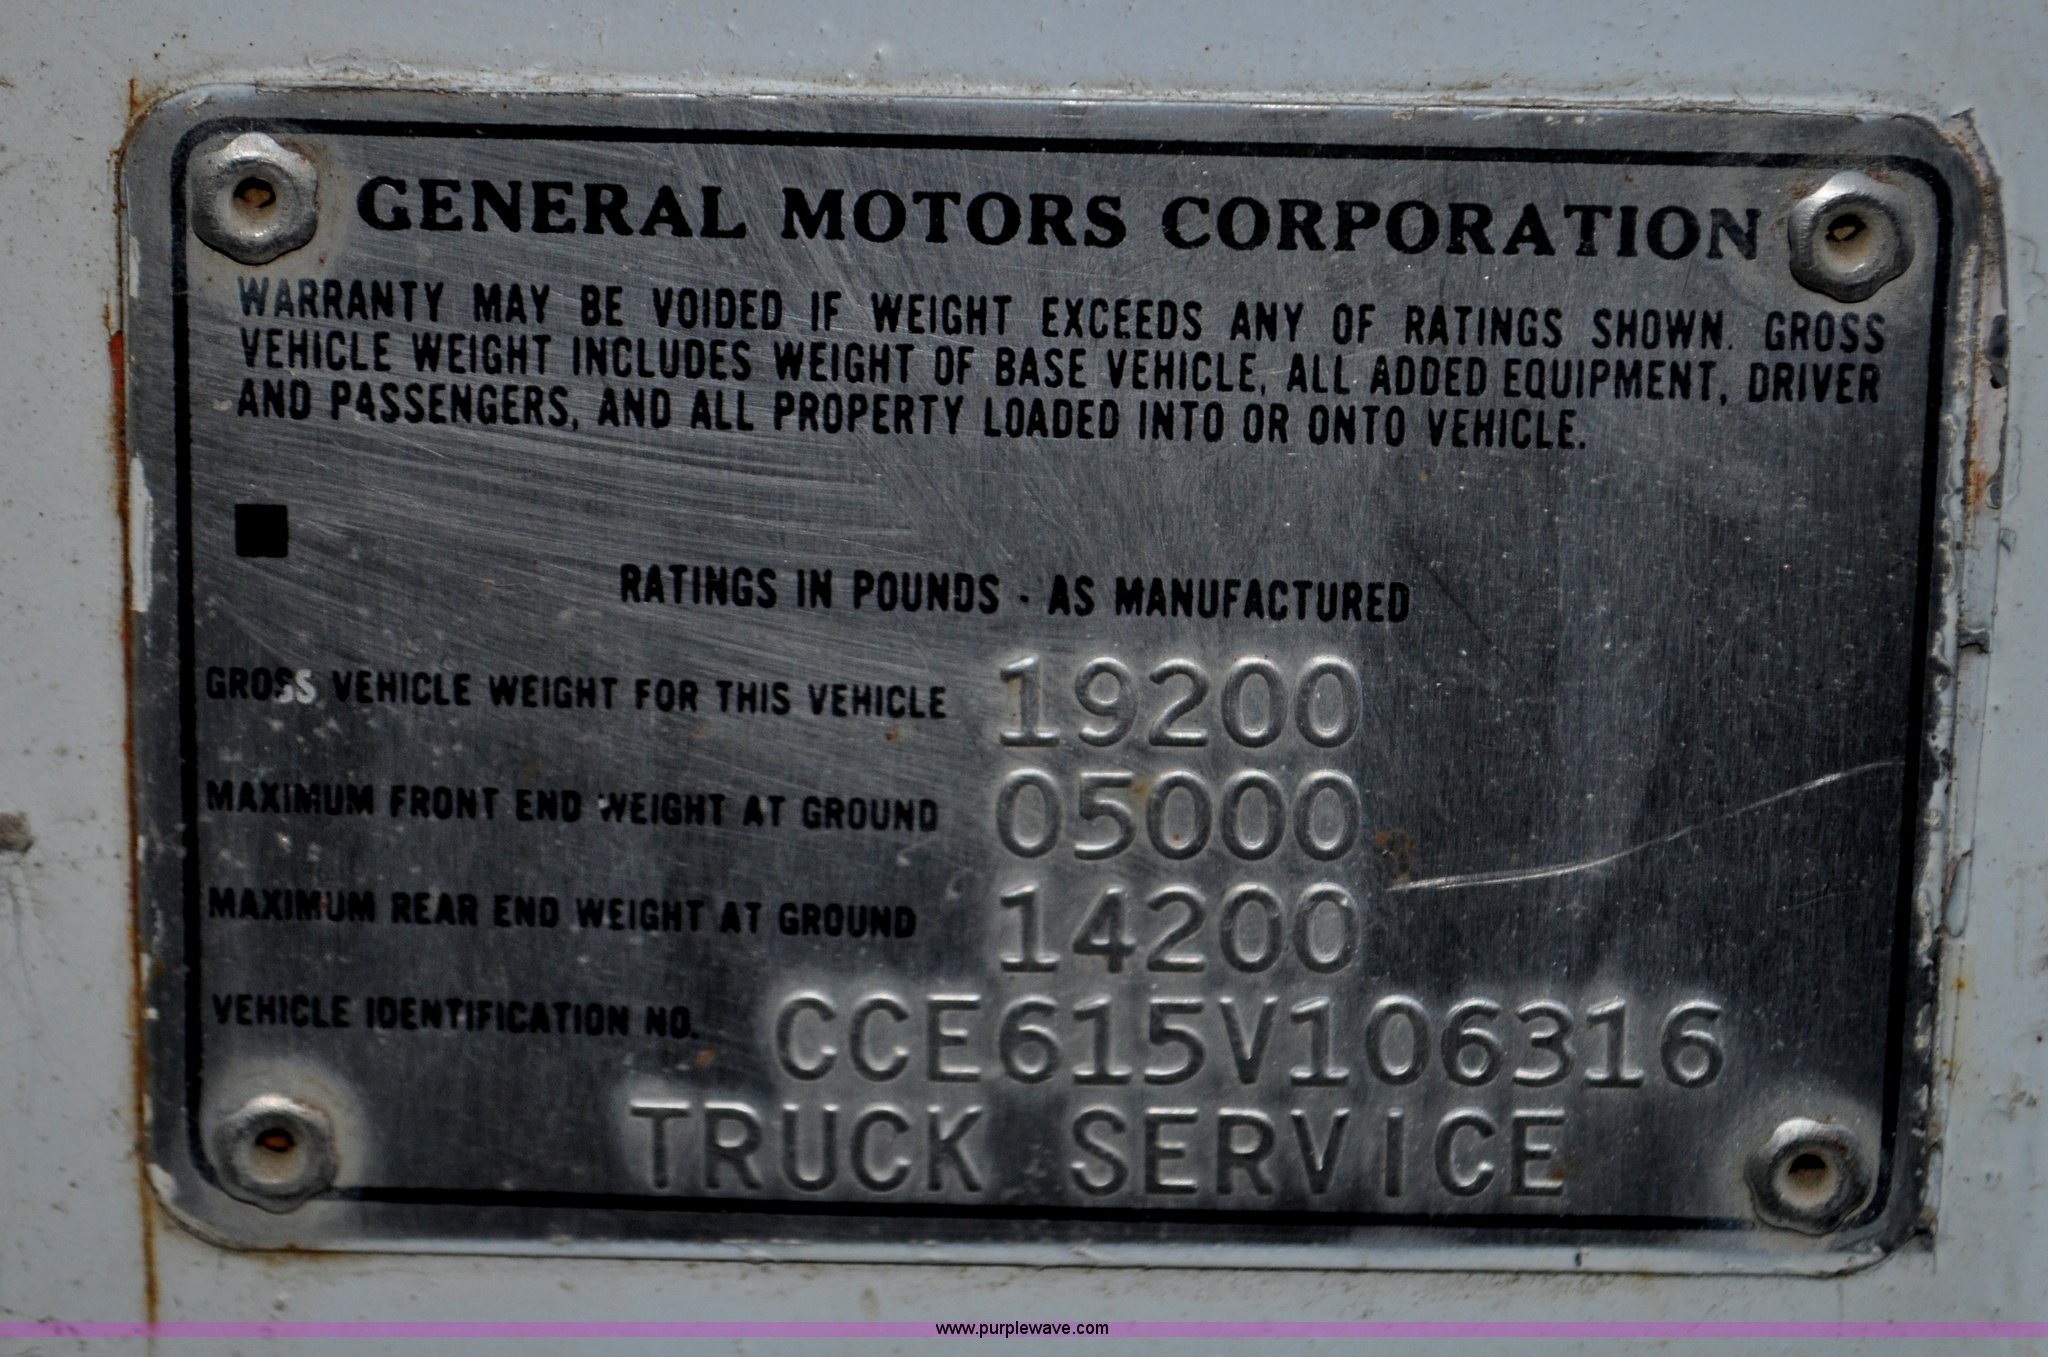 GENERAL MOTORS CORPORATION
WARRANTY MAY BE VOIDED IF WEIGHT EXCEEDS ANY OF RATINGS SHOWN. GROSS
VEHICLE WEIGHT INCLUDES WEIGHT OF BASE VEHICLE, ALL ADDED EQUIPMENT, DRIVER
AND PASSENGERS, AND ALL PROPERTY LOADED INTO OR ONTO VEHICLE.
RATINGS IN POUNDS - AS MANUFACTURED
GROSS VEHICLE WEIGHT FOR THIS VEHICLE 19200
MAXIMUM FRONT END WEIGHT AT GROUND 05000
MAXIMUM REAR END WEIGHT AT GROUND 14200
VEHICLE IDENTIFICATION NO. CCE615V106316
TRUCK SERVICE
www.purplewave.com